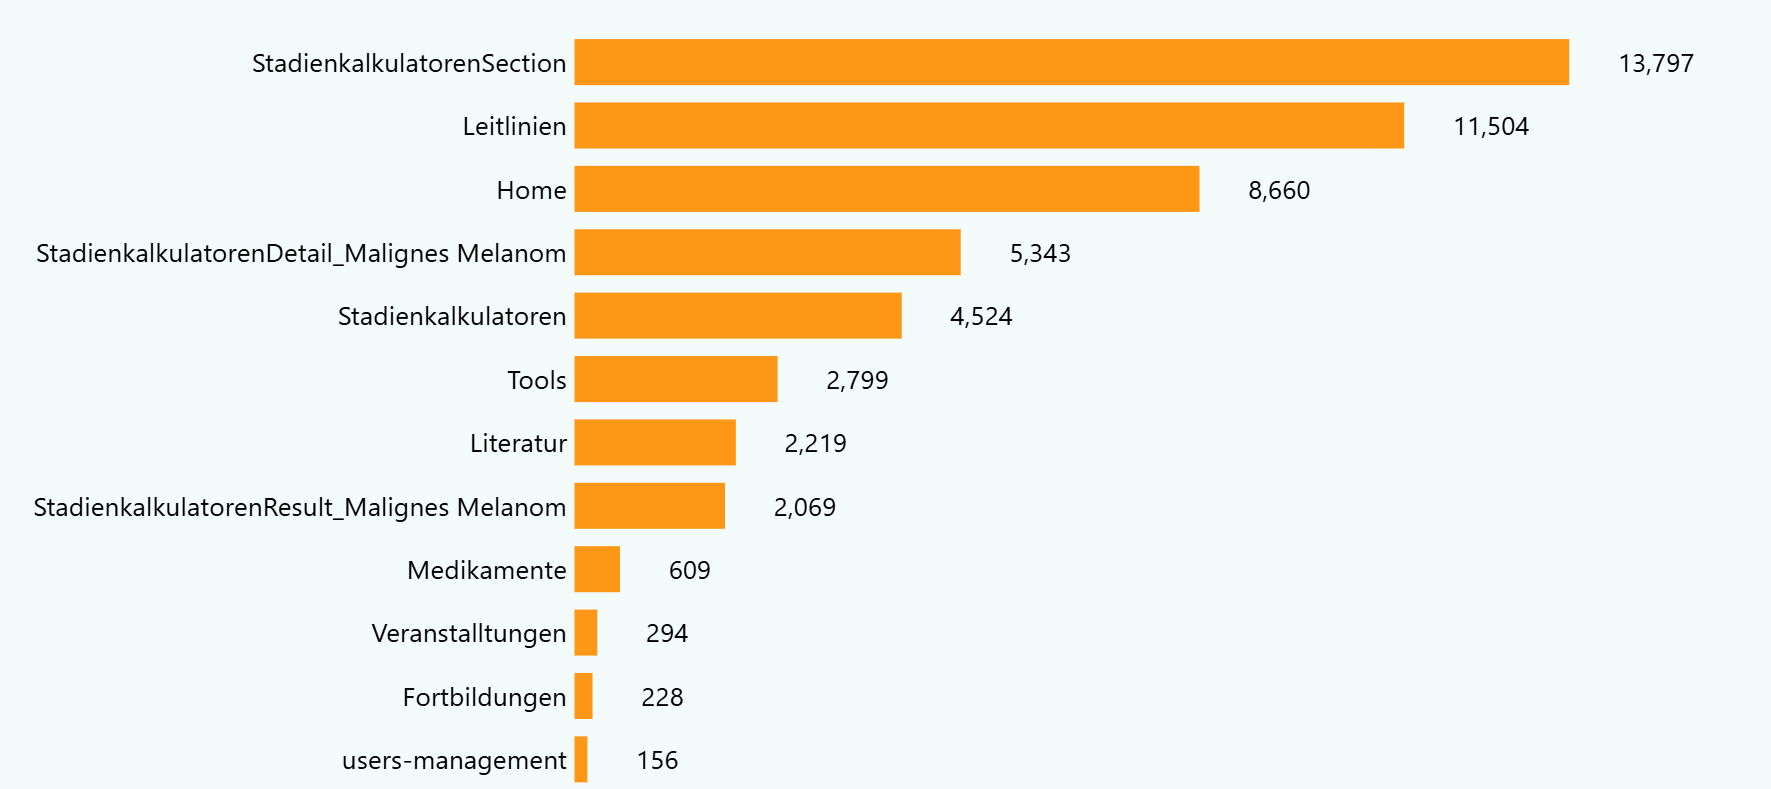 StadienkalkulatorenSection 13,797
Leitlinien 11,504
Home 8,660
StadienkalkulatorenDetail_Malignes Melanom 5,343
Stadienkalkulatoren 4,524
Tools 2,799
Literatur 2,219
StadienkalkulatorenResult_Malignes Melanom 2,069
Medikamente 609
Veranstalltungen 294
Fortbildungen 228
users-management 156